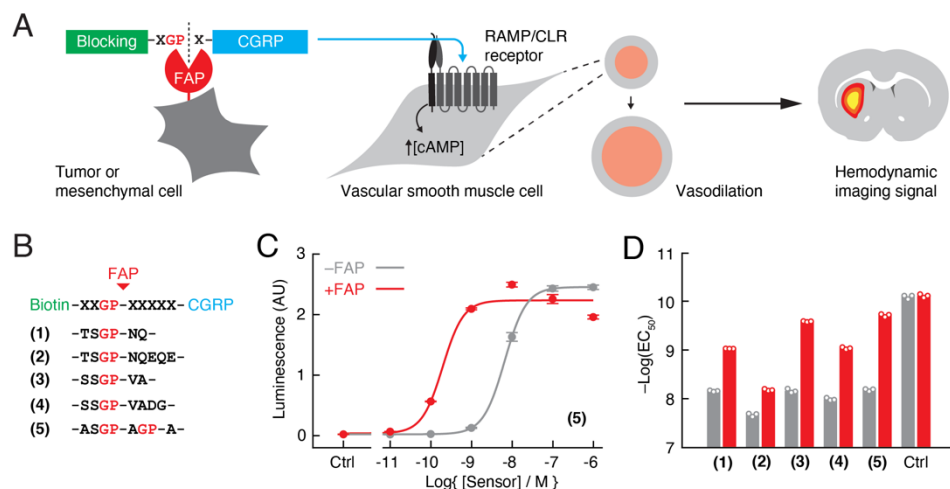 A
Blocking
XGP
X
CGRP
FAP
RAMP/CLR
receptor
↑[cAMP]
Tumor or
mesenchymal cell
Vascular smooth muscle cell
Vasodilation
Hemodynamic
imaging signal
B
FAP
Biotin-XXGP-XXXXX-CGRP
(1) -TSGP-NQ-
(2) -TSGP-NQEQE-
(3) -SSGP-VA-
(4) -SSGP-VADG-
(5) -ASGP-AGP-A-
C
–FAP
+FAP
Luminescence (AU)
3
2
1
0
(5)
Ctrl -11 -10 -9 -8 -7 -6
Log{ [Sensor] / M }
D
–Log(EC50)
11
10
9
8
7
(1) (2) (3) (4) (5) Ctrl